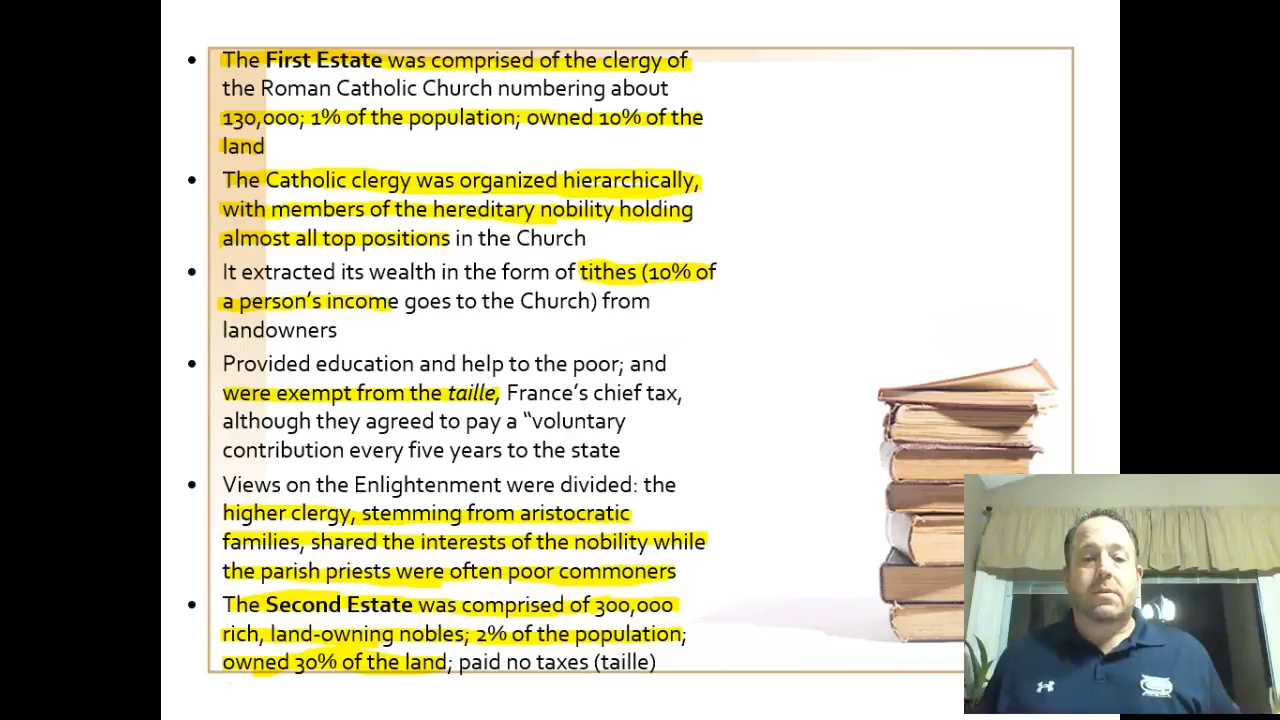 • The First Estate was comprised of the clergy of
the Roman Catholic Church numbering about
130,000; 1% of the population; owned 10% of the
land
• The Catholic clergy was organized hierarchically,
with members of the hereditary nobility holding
almost all top positions in the Church
• It extracted its wealth in the form of tithes (10% of
a person's income goes to the Church) from
landowners
• Provided education and help to the poor; and
were exempt from the taille, France's chief tax,
although they agreed to pay a “voluntary
contribution every five years to the state
• Views on the Enlightenment were divided: the
higher clergy, stemming from aristocratic
families, shared the interests of the nobility while
the parish priests were often poor commoners
• The Second Estate was comprised of 300,000
rich, land-owning nobles; 2% of the population;
owned 30% of the land; paid no taxes (taille)